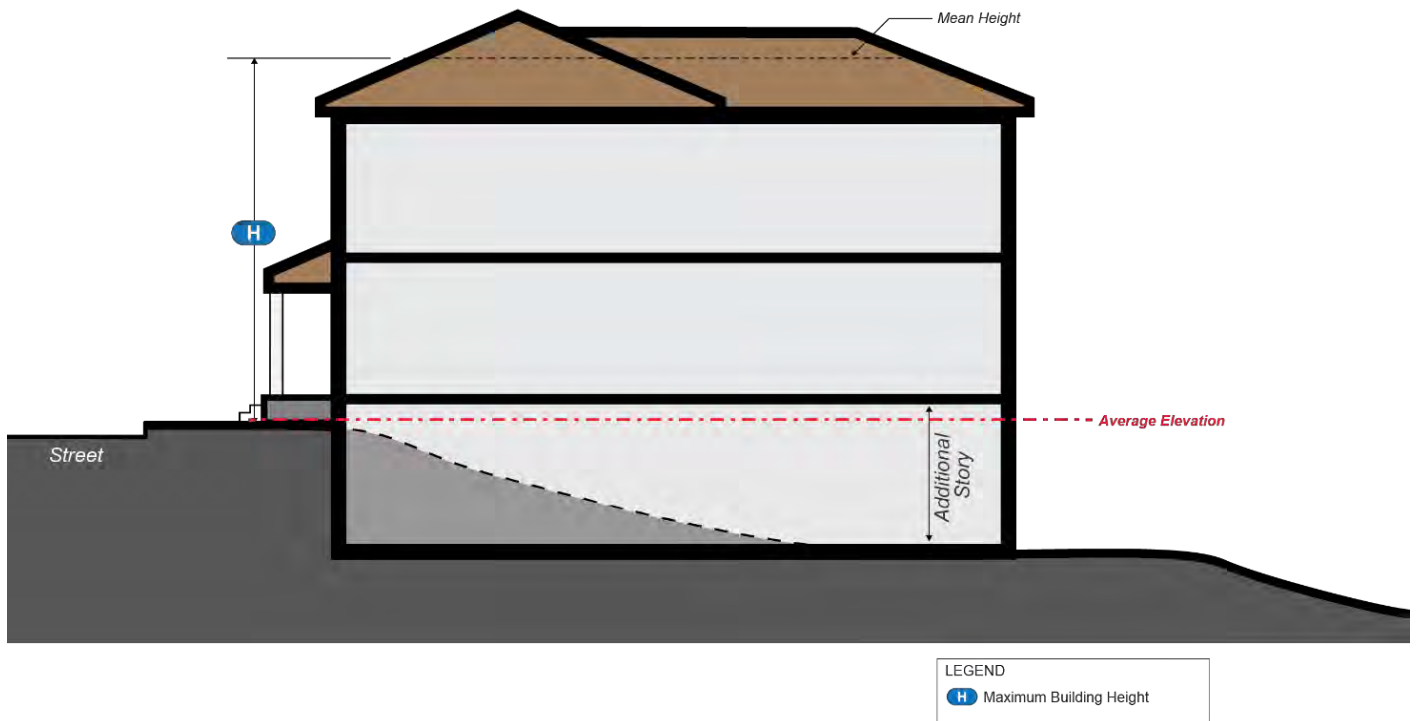 Mean Height
H
Average Elevation
Street
Additional
Story
LEGEND
H Maximum Building Height